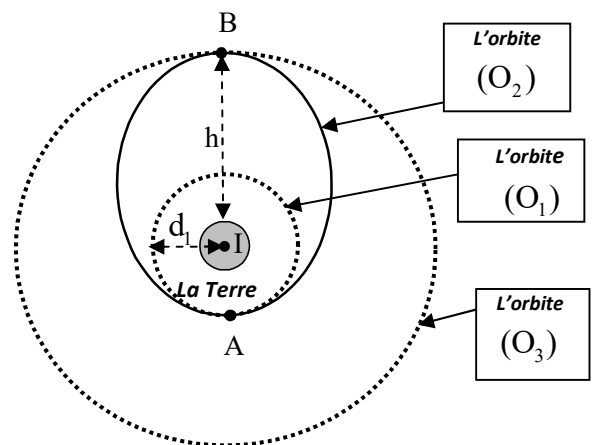 B
L'orbite
(O₂)
h
L'orbite
(O₁)
d₁
I
La Terre
A
L'orbite
(O₃)